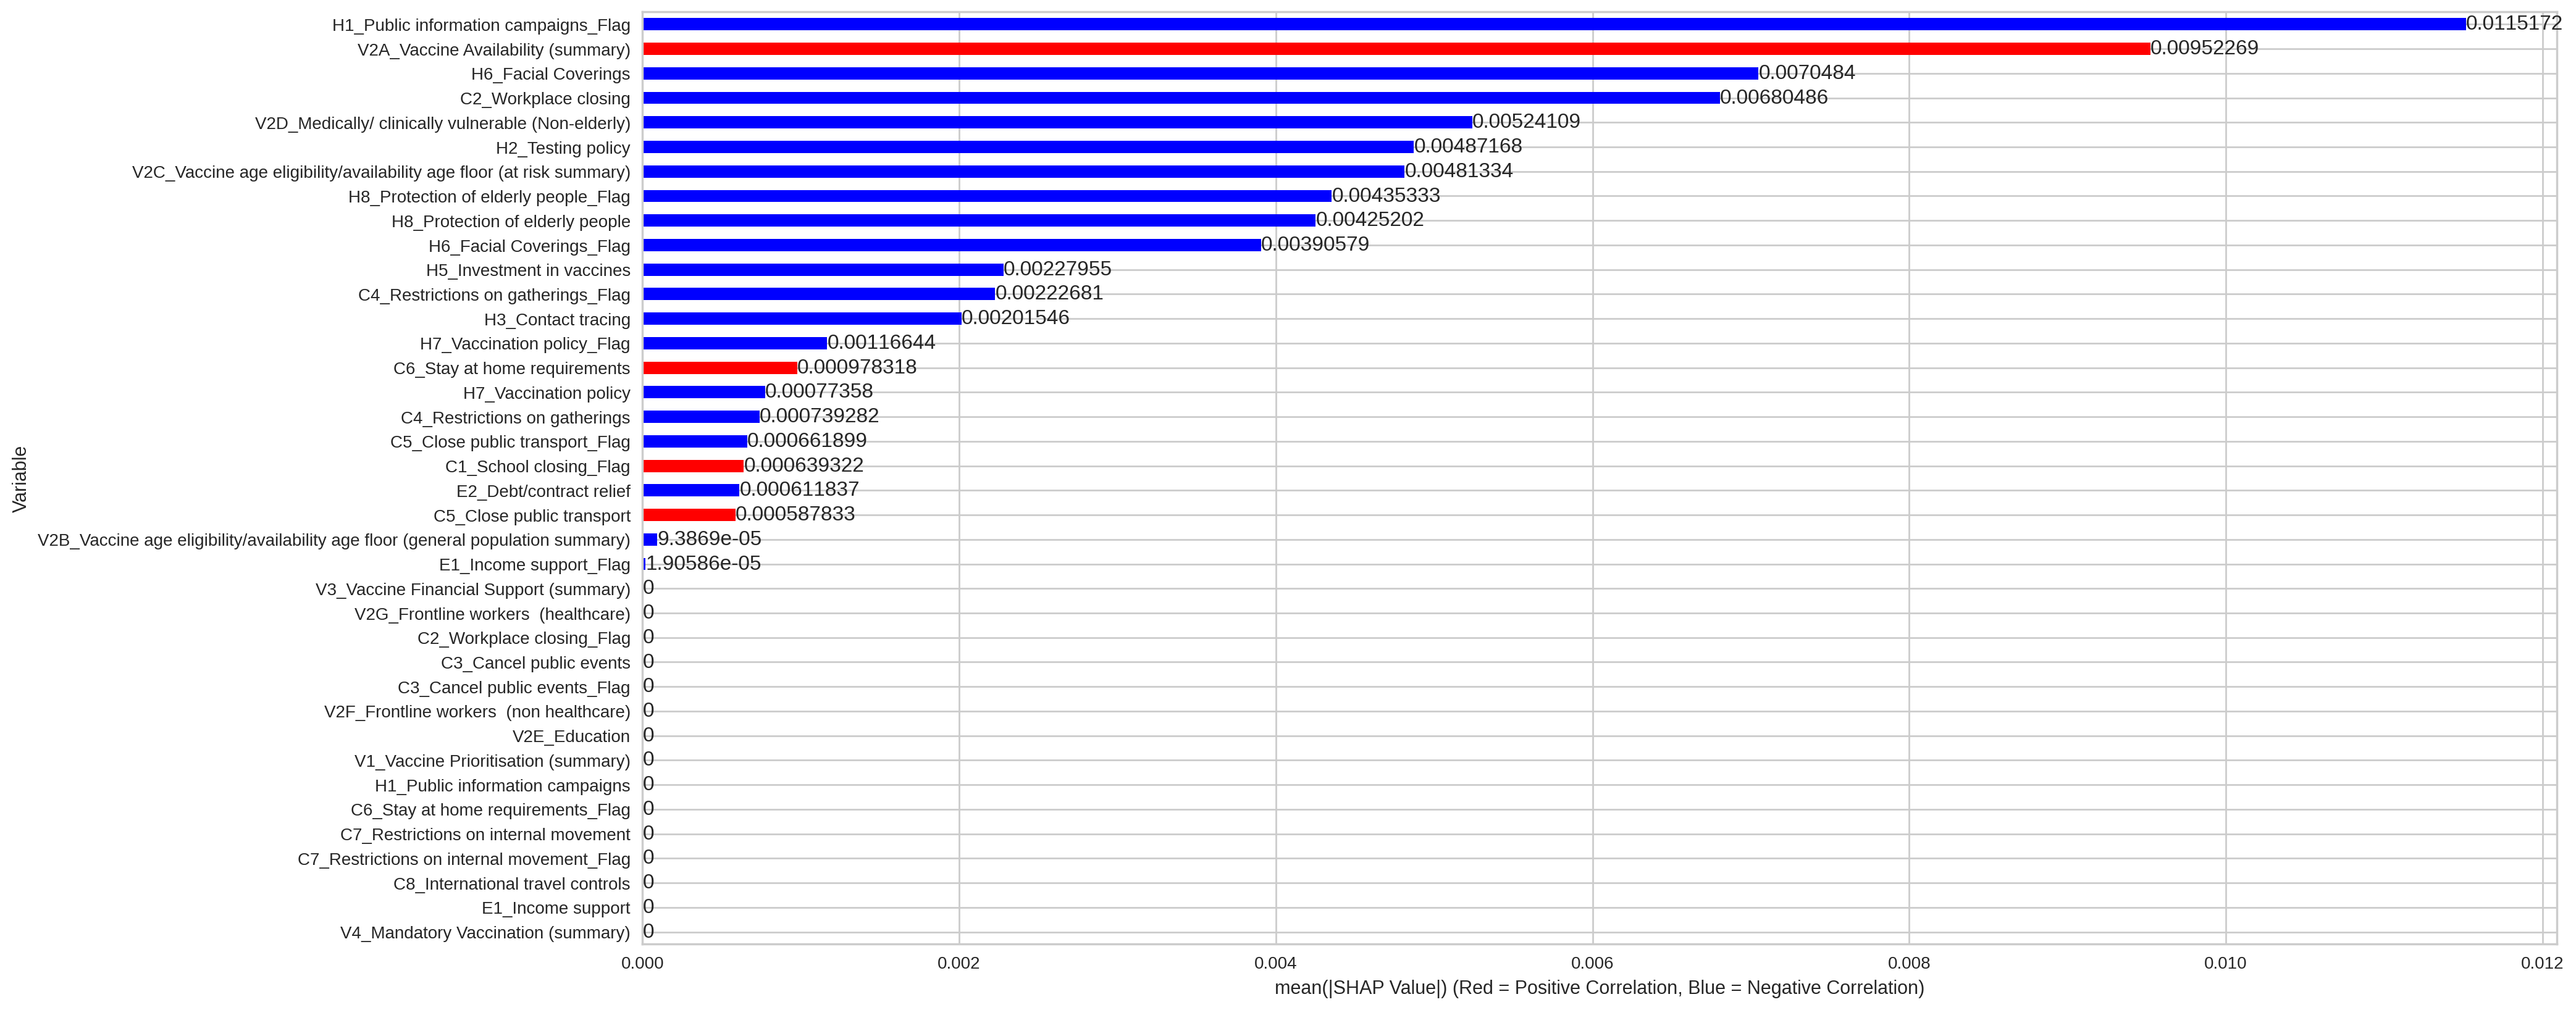 H1_Public information campaigns_Flag 0.0115172
V2A_Vaccine Availability (summary) 0.00952269
H6_Facial Coverings 0.0070484
C2_Workplace closing 0.00680486
V2D_Medically/ clinically vulnerable (Non-elderly) 0.00524109
H2_Testing policy 0.00487168
V2C_Vaccine age eligibility/availability age floor (at risk summary) 0.00481334
H8_Protection of elderly people_Flag 0.00435333
H8_Protection of elderly people 0.00425202
H6_Facial Coverings_Flag 0.00390579
H5_Investment in vaccines 0.00227955
C4_Restrictions on gatherings_Flag 0.00222681
H3_Contact tracing 0.00201546
H7_Vaccination policy_Flag 0.00116644
C6_Stay at home requirements 0.000978318
H7_Vaccination policy 0.00077358
C4_Restrictions on gatherings 0.000739282
C5_Close public transport_Flag 0.000661899
C1_School closing_Flag 0.000639322
E2_Debt/contract relief 0.000611837
C5_Close public transport 0.000587833
V2B_Vaccine age eligibility/availability age floor (general population summary) 9.3869e-05
E1_Income support_Flag 1.90586e-05
V3_Vaccine Financial Support (summary) 0
V2G_Frontline workers  (healthcare) 0
C2_Workplace closing_Flag 0
C3_Cancel public events 0
C3_Cancel public events_Flag 0
V2F_Frontline workers  (non healthcare) 0
V2E_Education 0
V1_Vaccine Prioritisation (summary) 0
H1_Public information campaigns 0
C6_Stay at home requirements_Flag 0
C7_Restrictions on internal movement 0
C7_Restrictions on internal movement_Flag 0
C8_International travel controls 0
E1_Income support 0
V4_Mandatory Vaccination (summary) 0
Variable
0.000 0.002 0.004 0.006 0.008 0.010 0.012
mean(|SHAP Value|) (Red = Positive Correlation, Blue = Negative Correlation)